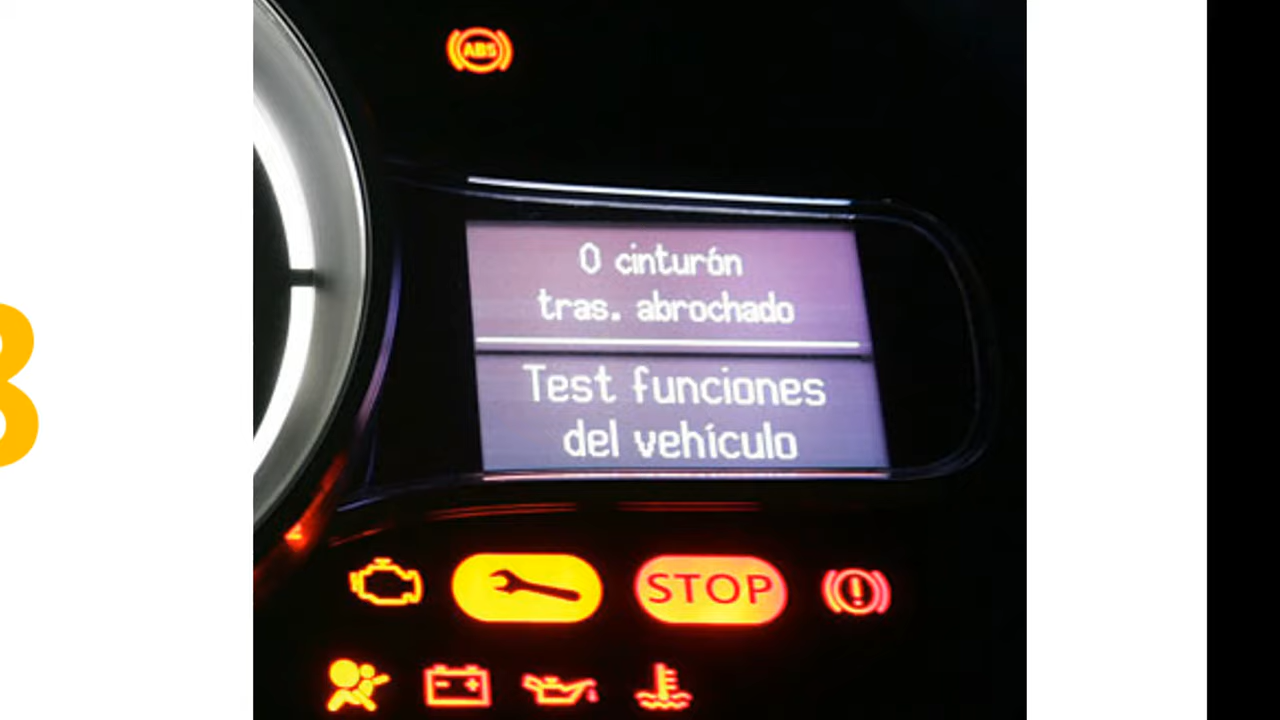 ABS
0 cinturón
tras. abrochado
Test funciones
del vehículo
STOP